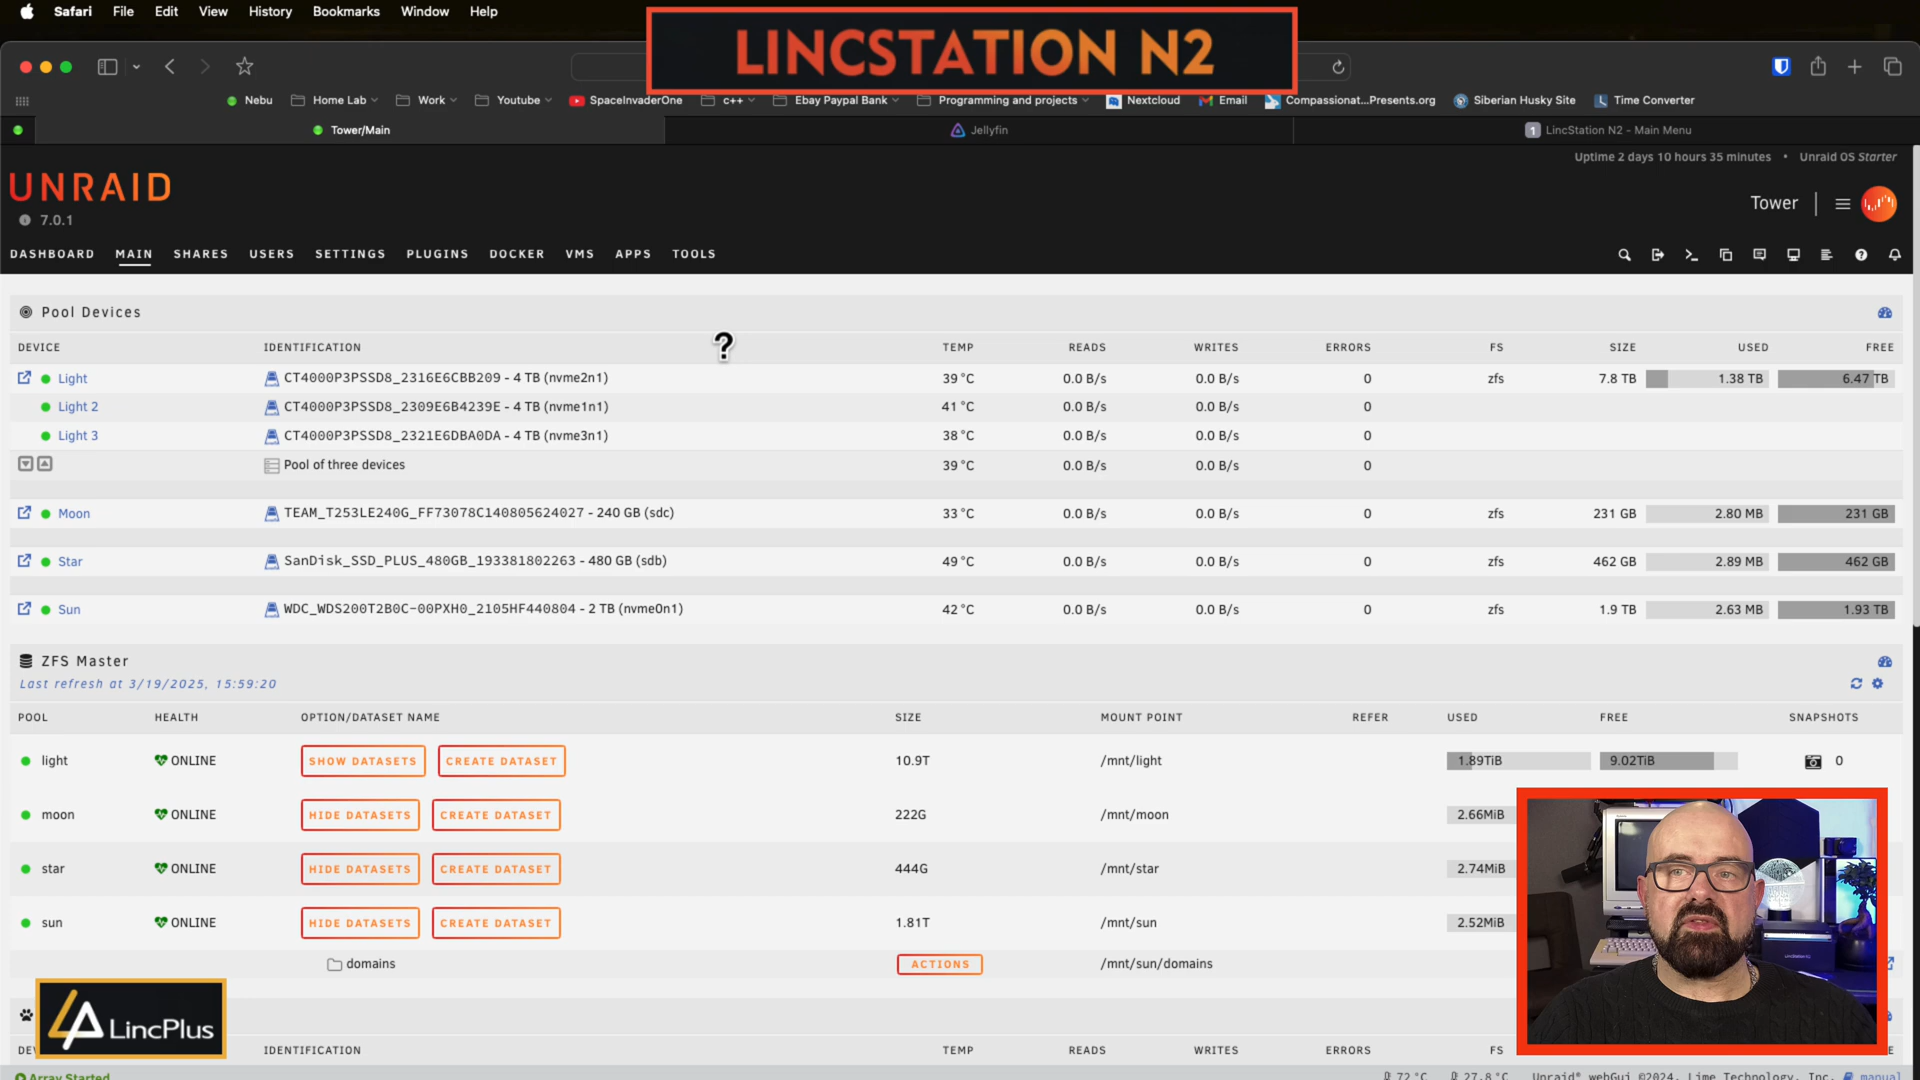 Safari File Edit View History Bookmarks Window Help
LINCSTATION N2
Nebu Home Lab Work Youtube SpaceInvaderOne c++ Ebay Paypal Bank Programming and projects Nextcloud Email Compassionat...Presents.org Siberian Husky Site Time Converter
Tower/Main Jellyfin 1 LincStation N2 - Main Menu
Uptime 2 days 10 hours 35 minutes • Unraid OS Starter
UNRAID
7.0.1
Tower
DASHBOARD MAIN SHARES USERS SETTINGS PLUGINS DOCKER VMS APPS TOOLS
Pool Devices
DEVICE IDENTIFICATION TEMP READS WRITES ERRORS FS SIZE USED FREE
Light CT4000P3PSSD8_2316E6CBB209 - 4 TB (nvme2n1) 39 °C 0.0 B/s 0.0 B/s 0 zfs 7.8 TB 1.38 TB 6.47 TB
Light 2 CT4000P3PSSD8_2309E6B4239E - 4 TB (nvme1n1) 41 °C 0.0 B/s 0.0 B/s 0
Light 3 CT4000P3PSSD8_2321E6DBA0DA - 4 TB (nvme3n1) 38 °C 0.0 B/s 0.0 B/s 0
Pool of three devices 39 °C 0.0 B/s 0.0 B/s 0
Moon TEAM_T253LE240G_FF73078C140805624027 - 240 GB (sdc) 33 °C 0.0 B/s 0.0 B/s 0 zfs 231 GB 2.80 MB 231 GB
Star SanDisk_SSD_PLUS_480GB_193381802263 - 480 GB (sdb) 49 °C 0.0 B/s 0.0 B/s 0 zfs 462 GB 2.89 MB 462 GB
Sun WDC_WDS200T2B0C-00PXH0_2105HF440804 - 2 TB (nvme0n1) 42 °C 0.0 B/s 0.0 B/s 0 zfs 1.9 TB 2.63 MB 1.93 TB
ZFS Master
Last refresh at 3/19/2025, 15:59:20
POOL HEALTH OPTION/DATASET NAME SIZE MOUNT POINT REFER USED FREE SNAPSHOTS
light ONLINE SHOW DATASETS CREATE DATASET 10.9T /mnt/light 1.89TiB 9.02TiB 0
moon ONLINE HIDE DATASETS CREATE DATASET 222G /mnt/moon 2.66MiB
star ONLINE HIDE DATASETS CREATE DATASET 444G /mnt/star 2.74MiB
sun ONLINE HIDE DATASETS CREATE DATASET 1.81T /mnt/sun 2.52MiB
domains ACTIONS /mnt/sun/domains
LincPlus
IDENTIFICATION TEMP READS WRITES ERRORS FS
Array Started 72 °C 27.8 °C Unraid® webGui ©2024, Lime Technology, Inc. manual